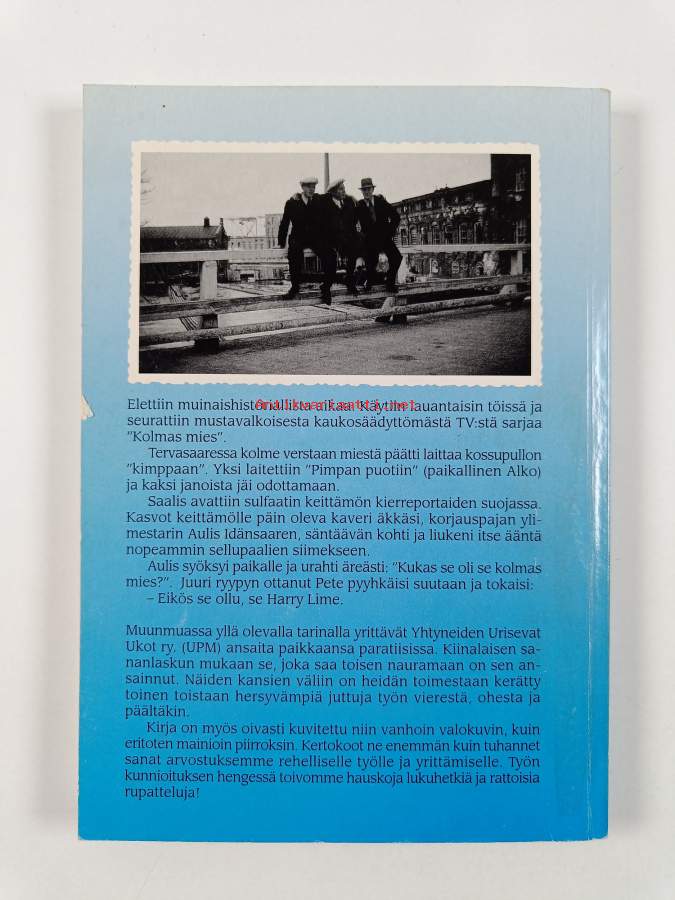 Elettiin muinaishistoriallista aikaa. Käytiin lauantaisin töissä ja
Antikvariaatti.net
seurattiin mustavalkoisesta kaukosäädyttömästä TV:stä sarjaa
"Kolmas mies".
Tervasaaressa kolme verstaan miestä päätti laittaa kossupullon
"kimppaan". Yksi laitettiin "Pimpan puotiin" (paikallinen Alko)
ja kaksi janoista jäi odottamaan.
Saalis avattiin sulfaatin keittämön kierreportaiden suojassa.
Kasvot keittämölle päin oleva kaveri äkkäsi, korjauspajan yli-
mestarin Aulis Idänsaaren, säntäävän kohti ja liukeni itse ääntä
nopeammin sellupaalien siimekseen.
Aulis syöksyi paikalle ja urahti äreästi: "Kukas se oli se kolmas
mies?". Juuri ryypyn ottanut Pete pyyhkäisi suutaan ja tokaisi:
– Eikös se ollu, se Harry Lime.
Muunmuassa yllä olevalla tarinalla yrittävät Yhtyneiden Urisevat
Ukot ry. (UPM) ansaita paikkaansa paratiisissa. Kiinalaisen sa-
nanlaskun mukaan se, joka saa toisen nauramaan on sen an-
sainnut. Näiden kansien väliin on heidän toimestaan kerätty
toinen toistaan hersyvämpiä juttuja työn vierestä, ohesta ja
päältäkin.
Kirja on myös oivasti kuvitettu niin vanhoin valokuvin, kuin
eritoten mainioin piirroksin. Kertokoot ne enemmän kuin tuhannet
sanat arvostuksemme rehelliselle työlle ja yrittämiselle. Työn
kunnioituksen hengessä toivomme hauskoja lukuhetkiä ja rattoisia
rupatteluja!